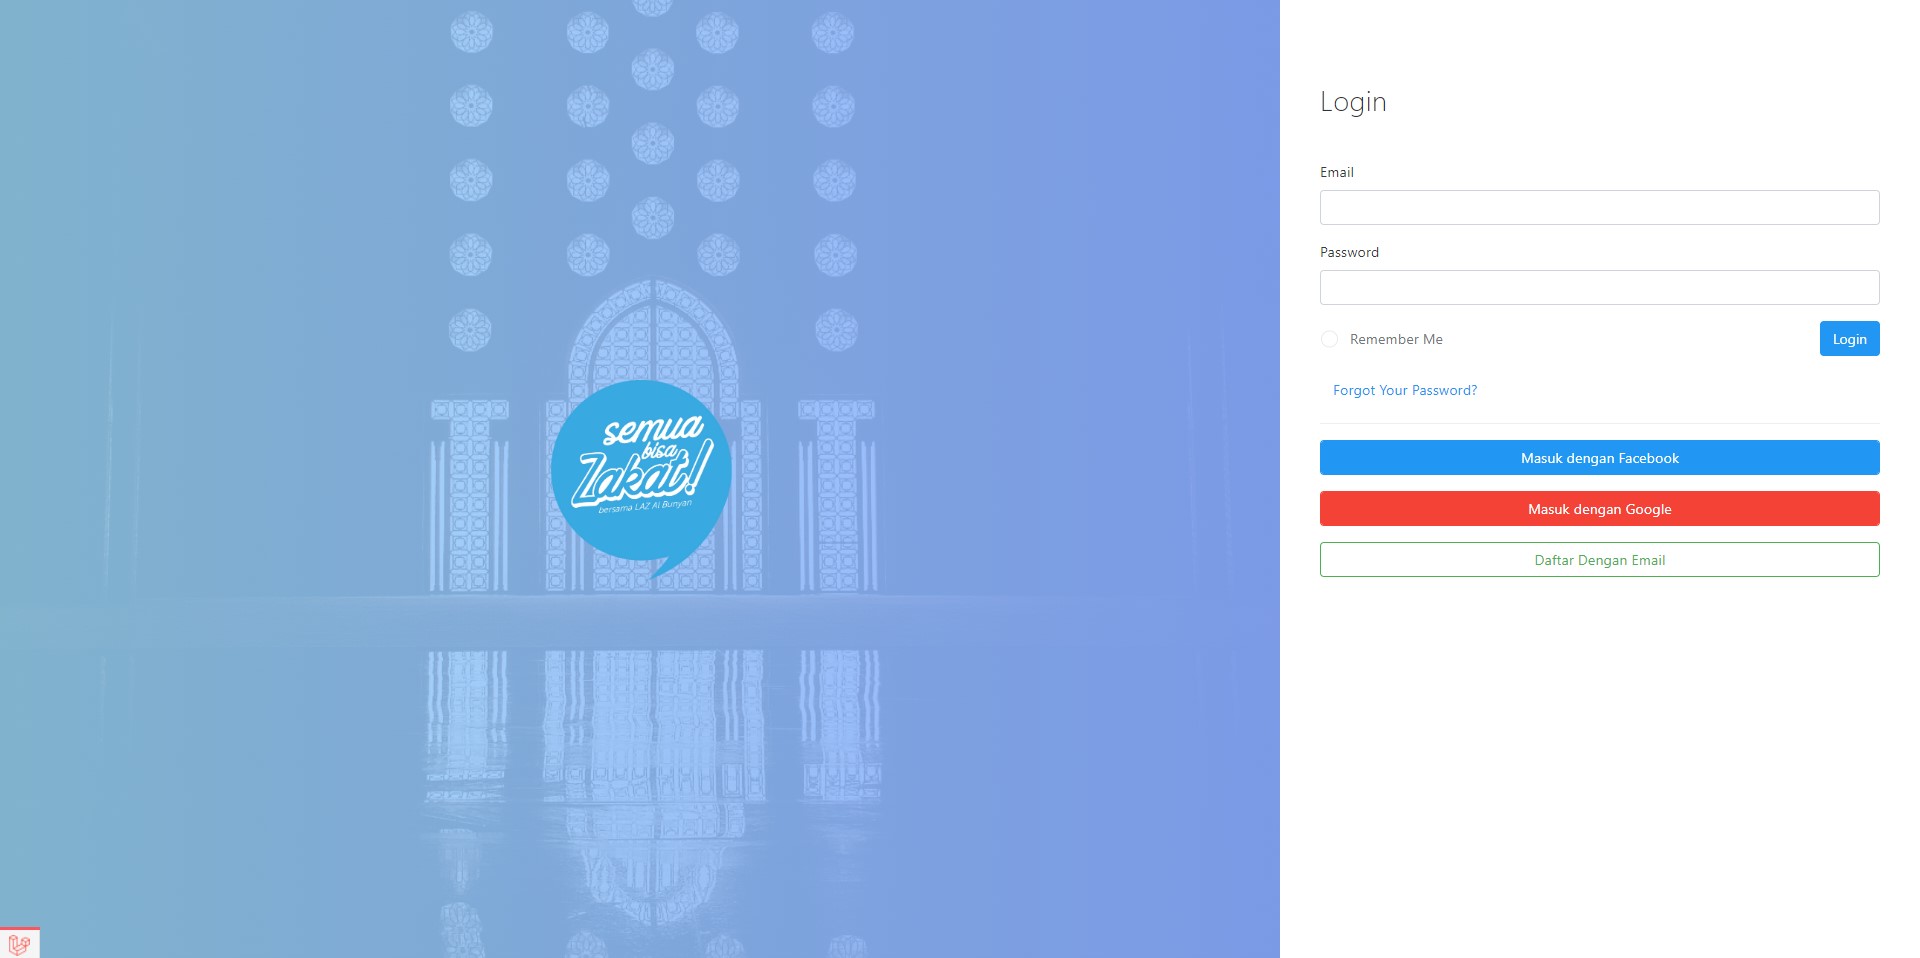 semua
bisa
Zakat!
bersama LAZ Al Bunyan
Login
Email
Password
Remember Me
Login
Forgot Your Password?
Masuk dengan Facebook
Masuk dengan Google
Daftar Dengan Email